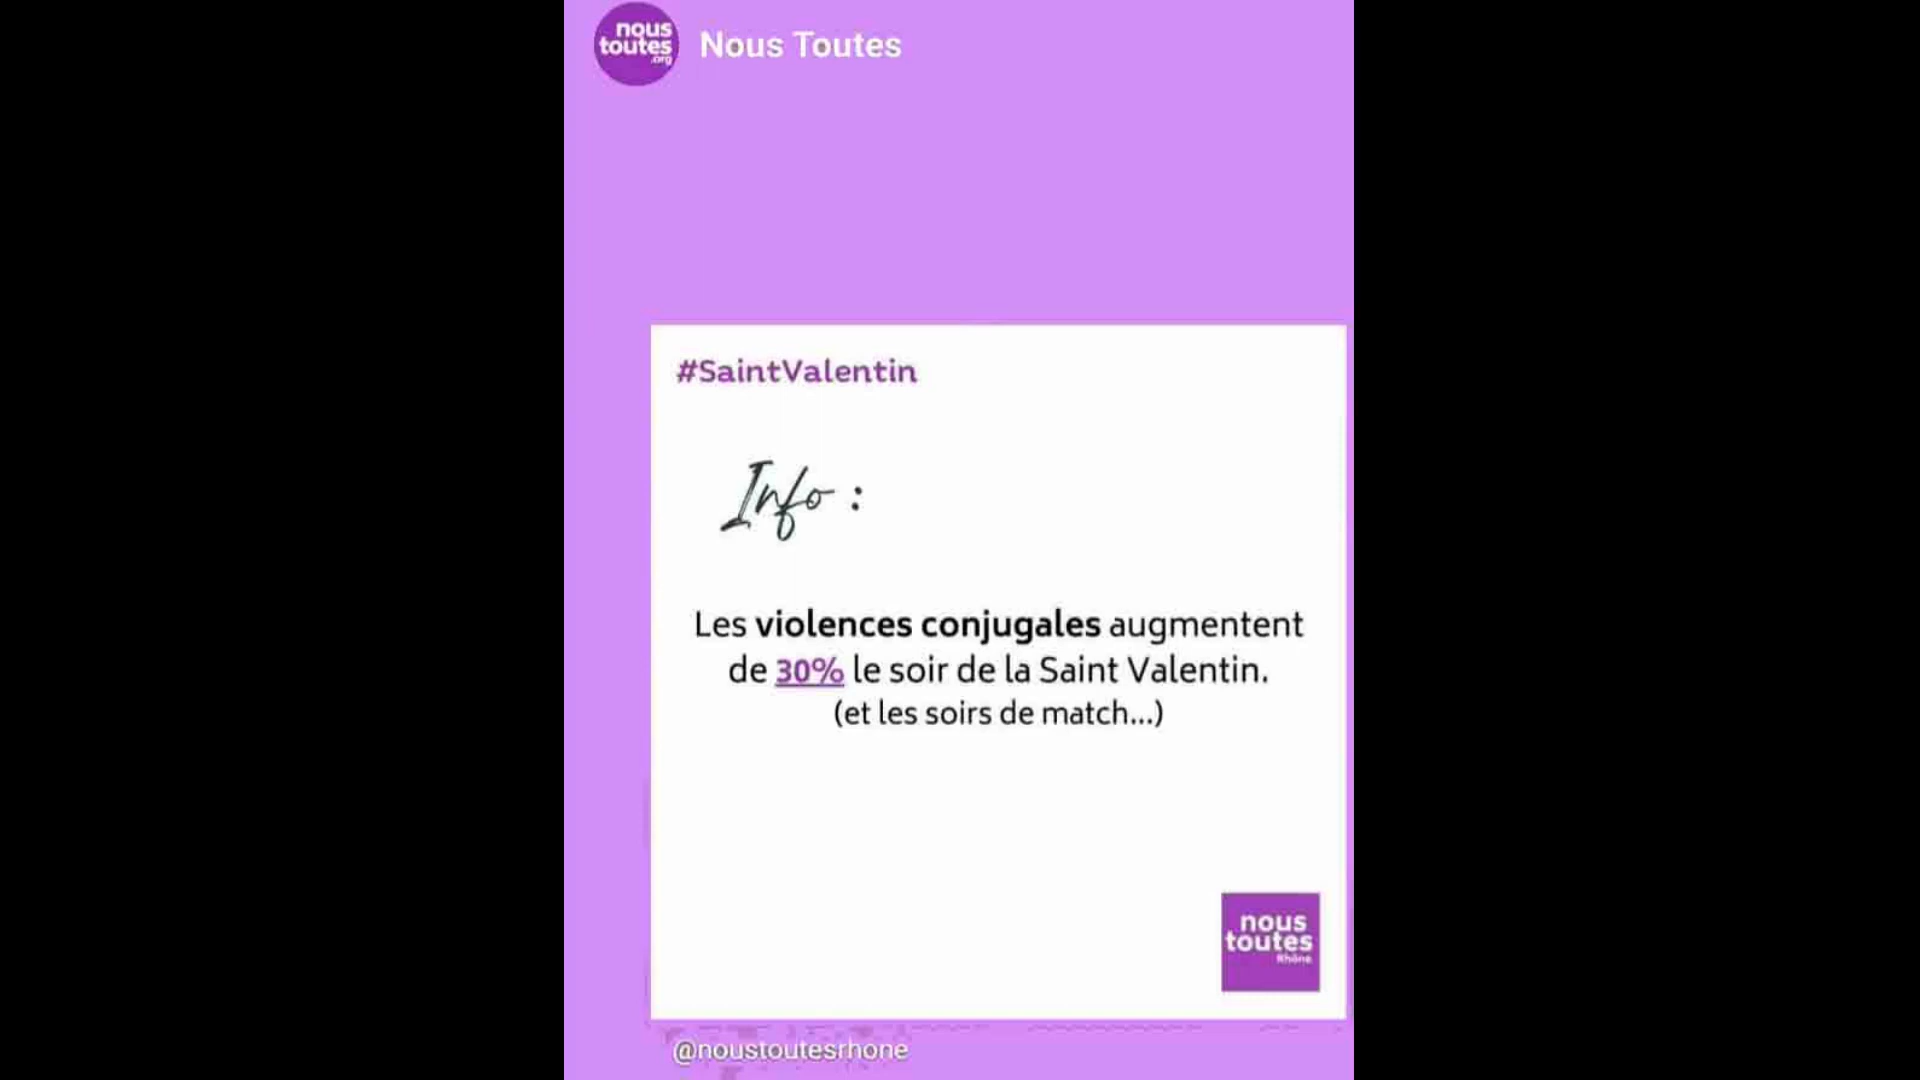 nous
toutes
.org
Nous Toutes
#SaintValentin
Info :
Les violences conjugales augmentent
de 30% le soir de la Saint Valentin.
(et les soirs de match...)
nous
toutes
Rhône
@noustoutesrhone